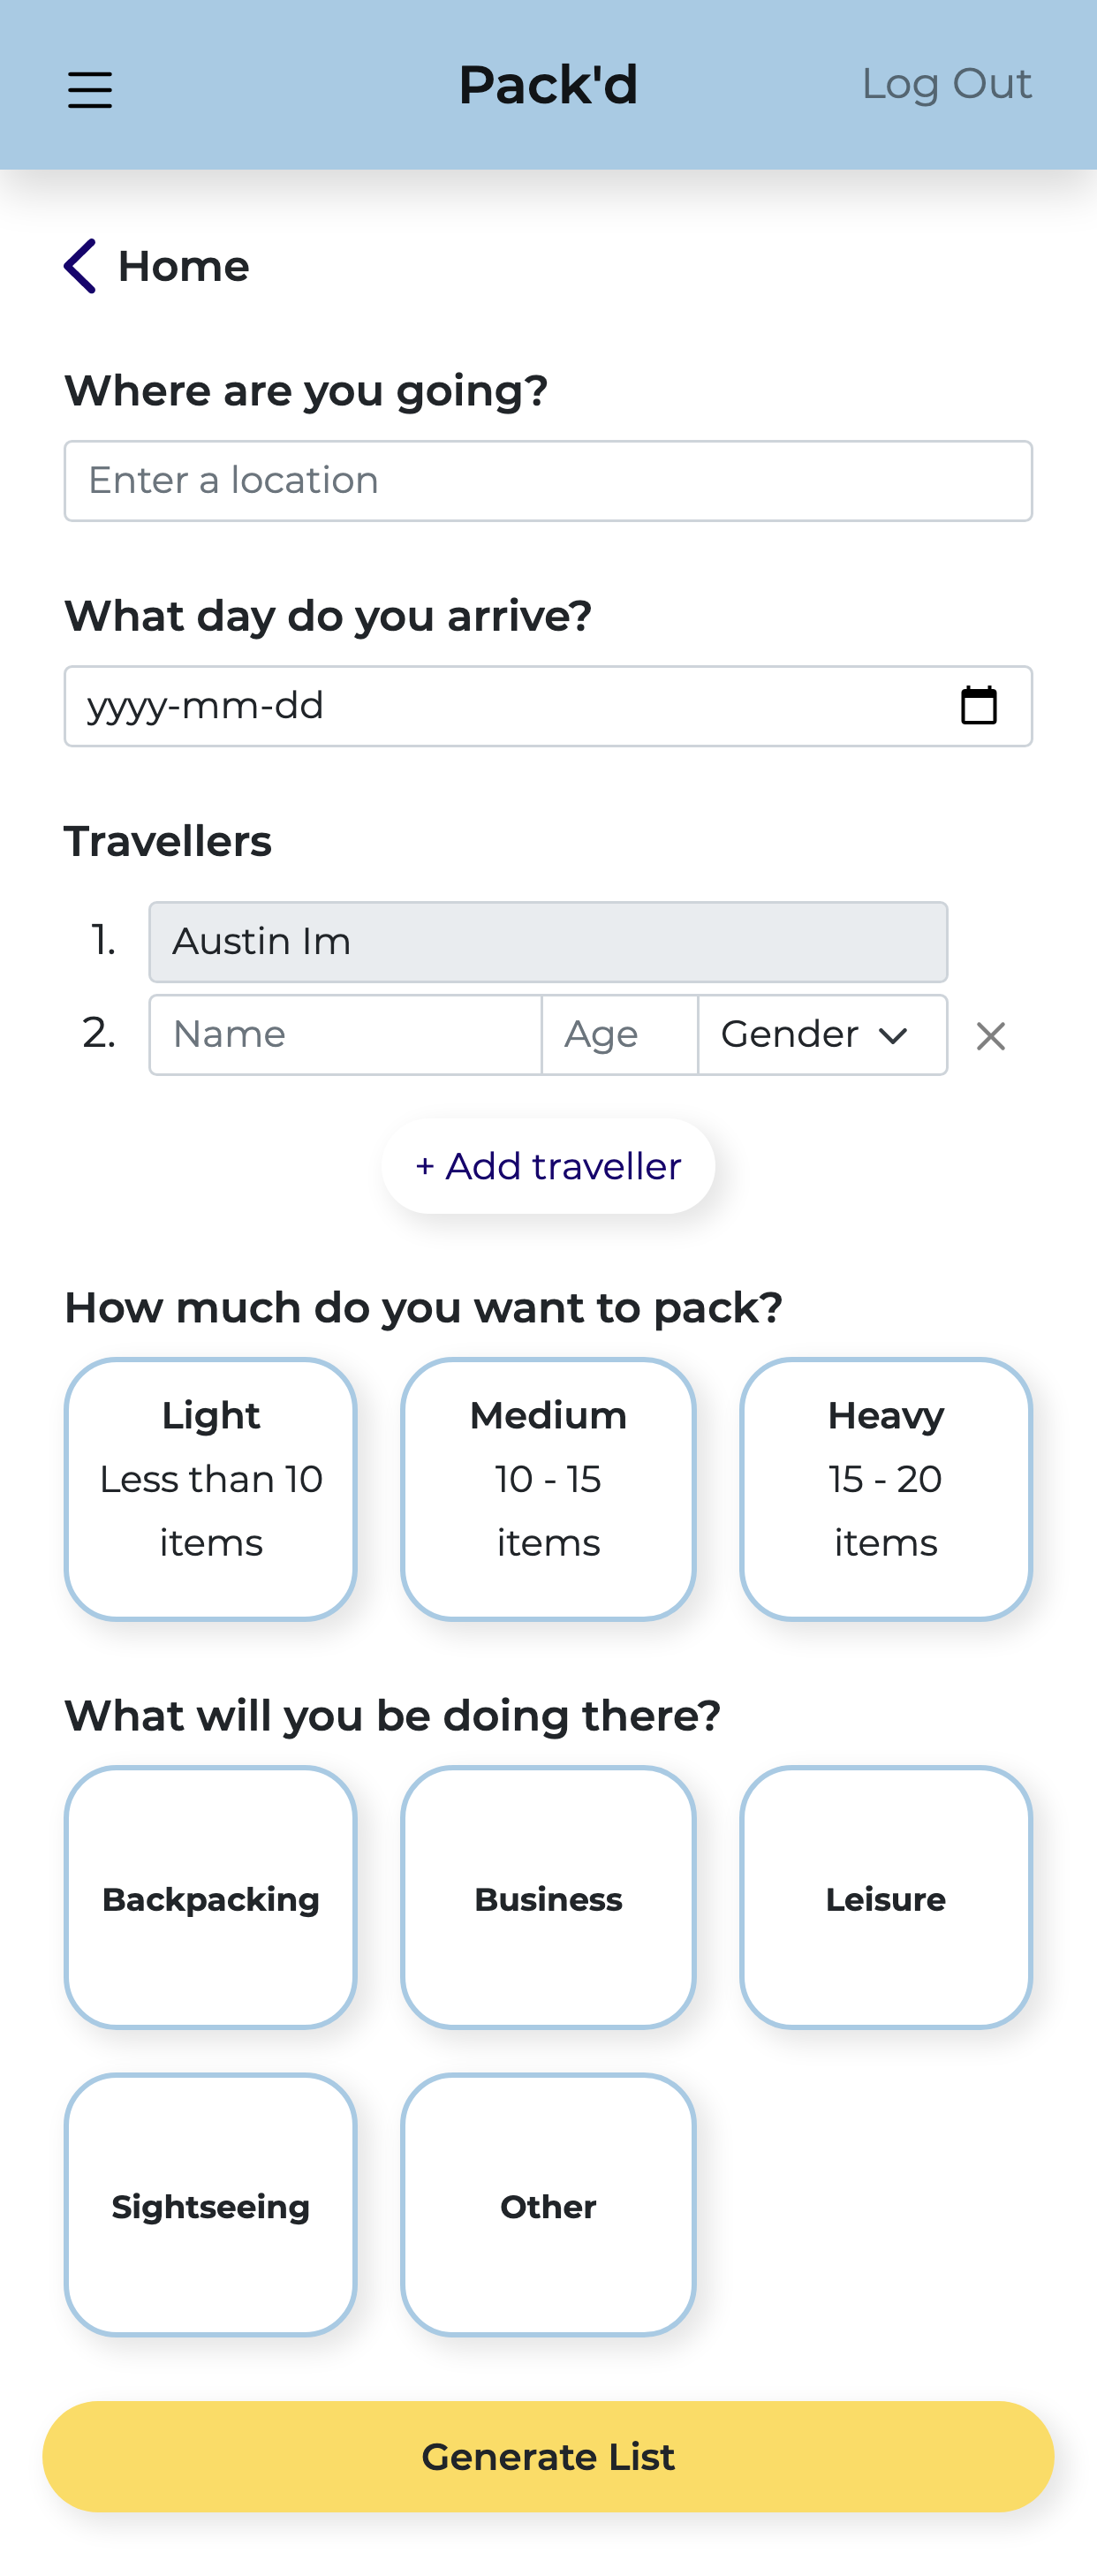 Pack'd
Log Out
Home
Where are you going?
Enter a location
What day do you arrive?
yyyy-mm-dd
Travellers
1. Austin Im
2. Name Age Gender
+ Add traveller
How much do you want to pack?
Light
Less than 10
items
Medium
10 - 15
items
Heavy
15 - 20
items
What will you be doing there?
Backpacking
Business
Leisure
Sightseeing
Other
Generate List